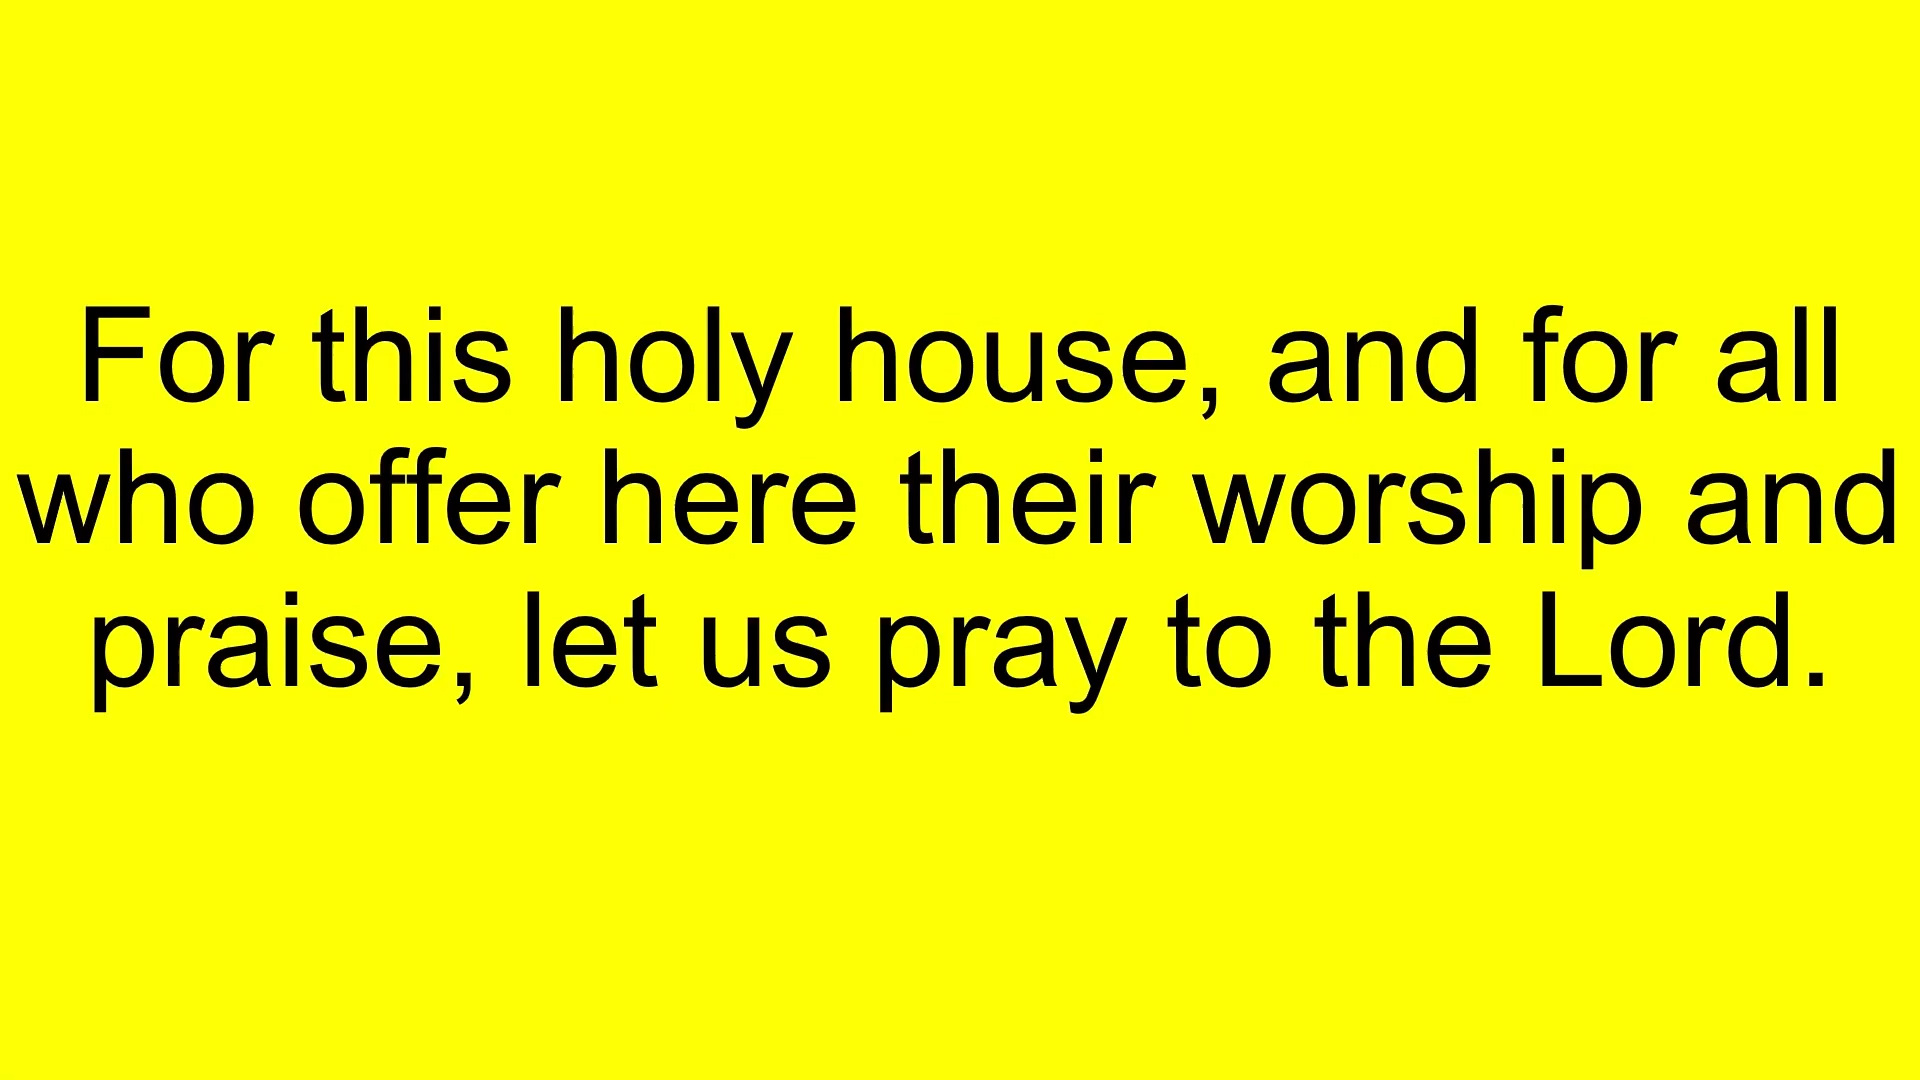 For this holy house, and for all
who offer here their worship and
praise, let us pray to the Lord.